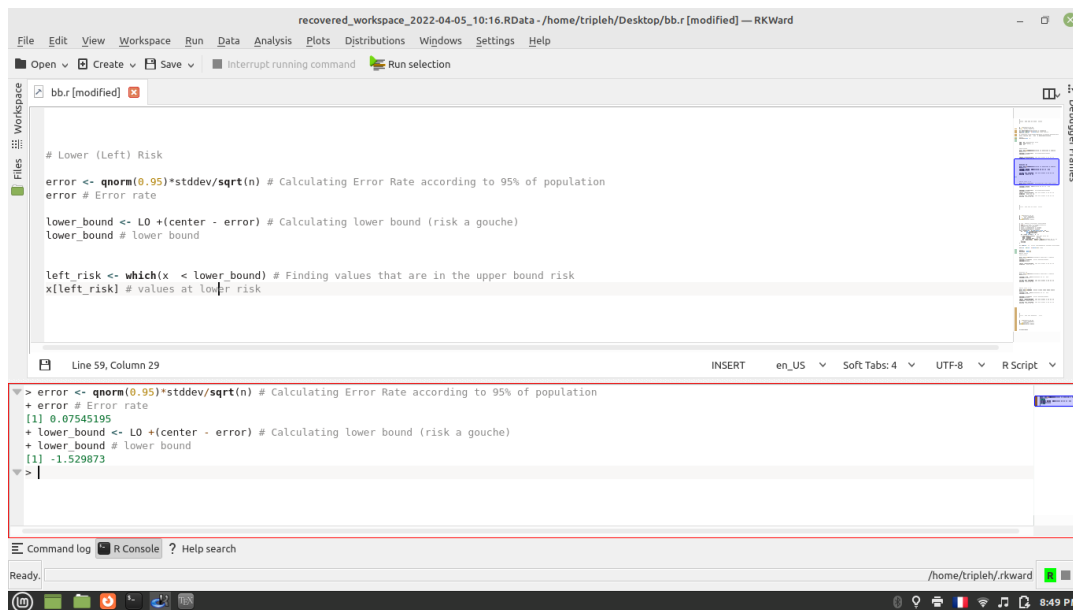 recovered_workspace_2022-04-05_10:16.RData - /home/tripleh/Desktop/bb.r [modified] — RKWard
File Edit View Workspace Run Data Analysis Plots Distributions Windows Settings Help
Open Create Save Interrupt running command Run selection
Workspace
Files
bb.r [modified]
Debugger Frames
# Lower (Left) Risk
error <- qnorm(0.95)*stddev/sqrt(n) # Calculating Error Rate according to 95% of population
error # Error rate
lower_bound <- LO +(center - error) # Calculating lower bound (risk a gouche)
lower_bound # lower bound
left_risk <- which(x  < lower_bound) # Finding values that are in the upper bound risk
x[left_risk] # values at lower risk
Line 59, Column 29 INSERT en_US Soft Tabs: 4 UTF-8 R Script
> error <- qnorm(0.95)*stddev/sqrt(n) # Calculating Error Rate according to 95% of population
+ error # Error rate
[1] 0.07545195
+ lower_bound <- LO +(center - error) # Calculating lower bound (risk a gouche)
+ lower_bound # lower bound
[1] -1.529873
>
Command log R Console ? Help search
Ready. /home/tripleh/.rkward R
8:49 PM